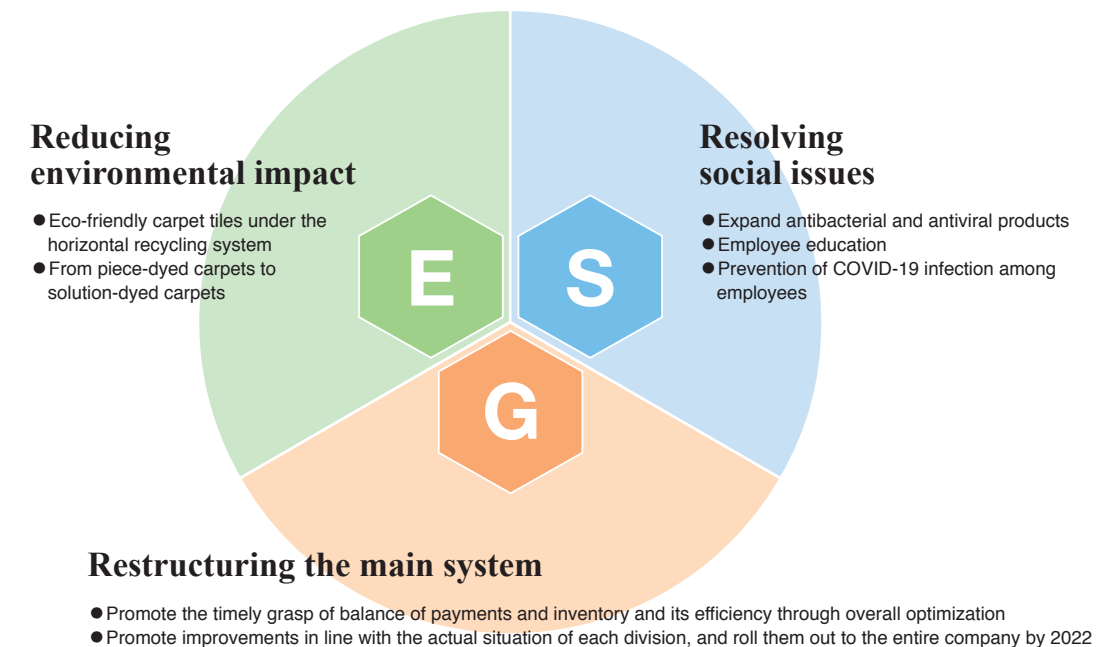 Reducing
environmental impact
● Eco-friendly carpet tiles under the
horizontal recycling system
● From piece-dyed carpets to
solution-dyed carpets
E
Resolving
social issues
● Expand antibacterial and antiviral products
● Employee education
● Prevention of COVID-19 infection among
employees
S
G
Restructuring the main system
● Promote the timely grasp of balance of payments and inventory and its efficiency through overall optimization
● Promote improvements in line with the actual situation of each division, and roll them out to the entire company by 2022